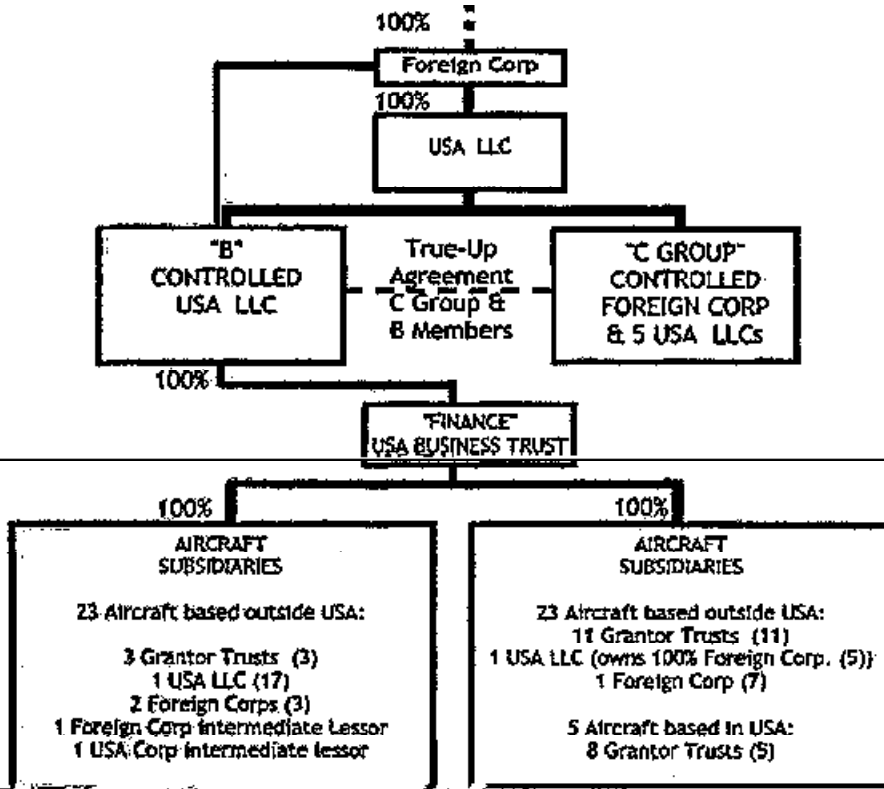 100%
Foreign Corp
100%
USA LLC
"B"
CONTROLLED
USA LLC
True-Up
Agreement
C Group &
B Members
"C GROUP"
CONTROLLED
FOREIGN CORP
& 5 USA LLCs
100%
"FINANCE"
USA BUSINESS TRUST
100%
AIRCRAFT
SUBSIDIARIES
23 Aircraft based outside USA:
3 Grantor Trusts (3)
1 USA LLC (17)
2 Foreign Corps (3)
1 Foreign Corp intermediate Lessor
1 USA Corp intermediate lessor
100%
AIRCRAFT
SUBSIDIARIES
23 Aircraft based outside USA:
11 Grantor Trusts (11)
1 USA LLC (owns 100% Foreign Corp. (5))
1 Foreign Corp (7)
5 Aircraft based in USA:
8 Grantor Trusts (5)